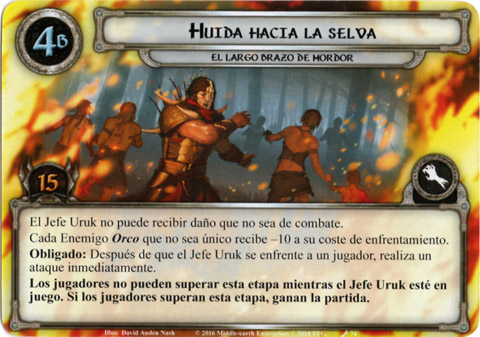 4B
Huida hacia la selva
El largo brazo de Mordor
15
El Jefe Uruk no puede recibir daño que no sea de combate.
Cada Enemigo Orco que no sea único recibe –10 a su coste de enfrentamiento.
Obligado: Después de que el Jefe Uruk se enfrente a un jugador, realiza un
ataque inmediatamente.
Los jugadores no pueden superar esta etapa mientras el Jefe Uruk esté en
juego. Si los jugadores superan esta etapa, ganan la partida.
Illus. David Auden Nash © 2016 Middle-earth Enterprises © 2016 FFG